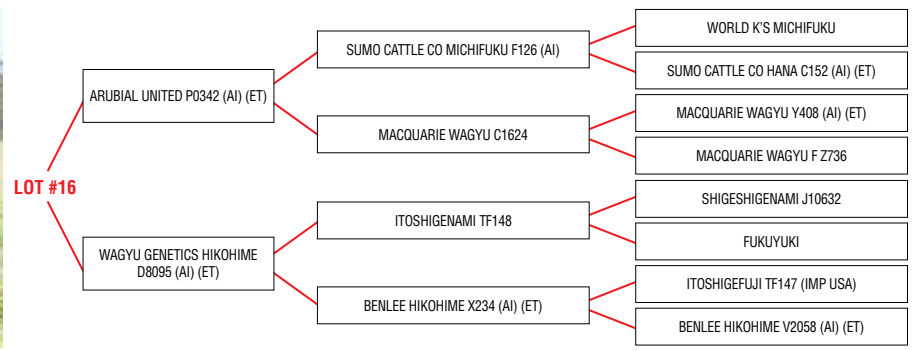 LOT #16
ARUBIAL UNITED P0342 (AI) (ET)
WAGYU GENETICS HIKOHIME
D8095 (AI) (ET)
SUMO CATTLE CO MICHIFUKU F126 (AI)
MACQUARIE WAGYU C1624
ITOSHIGENAMI TF148
BENLEE HIKOHIME X234 (AI) (ET)
WORLD K'S MICHIFUKU
SUMO CATTLE CO HANA C152 (AI) (ET)
MACQUARIE WAGYU Y408 (AI) (ET)
MACQUARIE WAGYU F Z736
SHIGESHIGENAMI J10632
FUKUYUKI
ITOSHIGEFUJI TF147 (IMP USA)
BENLEE HIKOHIME V2058 (AI) (ET)